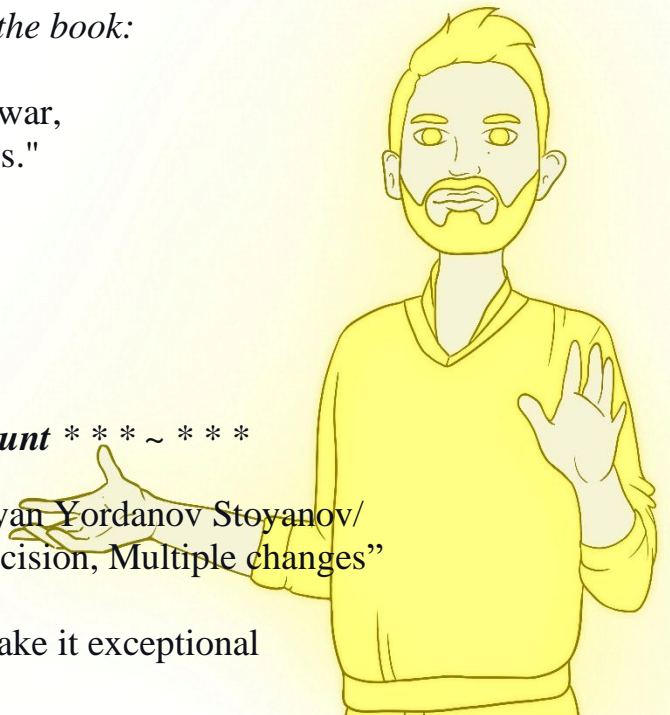 the book:
war,
s."
unt * * * ~ * * *
yan Yordanov Stoyanov/
cision, Multiple changes”
ake it exceptional